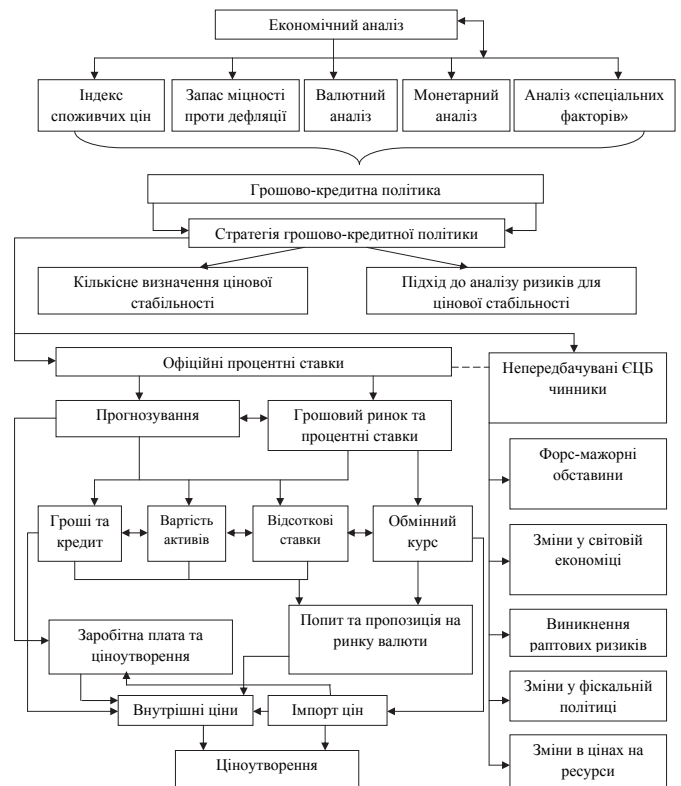 Економічний аналіз
Індекс
споживчих цін
Запас міцності
проти дефляції
Валютний
аналіз
Монетарний
аналіз
Аналіз «спеціальних
факторів»
Грошово-кредитна політика
Стратегія грошово-кредитної політики
Кількісне визначення цінової
стабільності
Підхід до аналізу ризиків для
цінової стабільності
Офіційні процентні ставки
Непередбачувані ЄЦБ
чинники
Прогнозування
Грошовий ринок та
процентні ставки
Форс-мажорні
обставини
Гроші та
кредит
Вартість
активів
Відсоткові
ставки
Обмінний
курс
Зміни у світовій
економіці
Заробітна плата та
ціноутворення
Попит та пропозиція на
ринку валюти
Виникнення
раптових ризиків
Внутрішні ціни
Імпорт цін
Зміни у фіскальній
політиці
Ціноутворення
Зміни в цінах на
ресурси